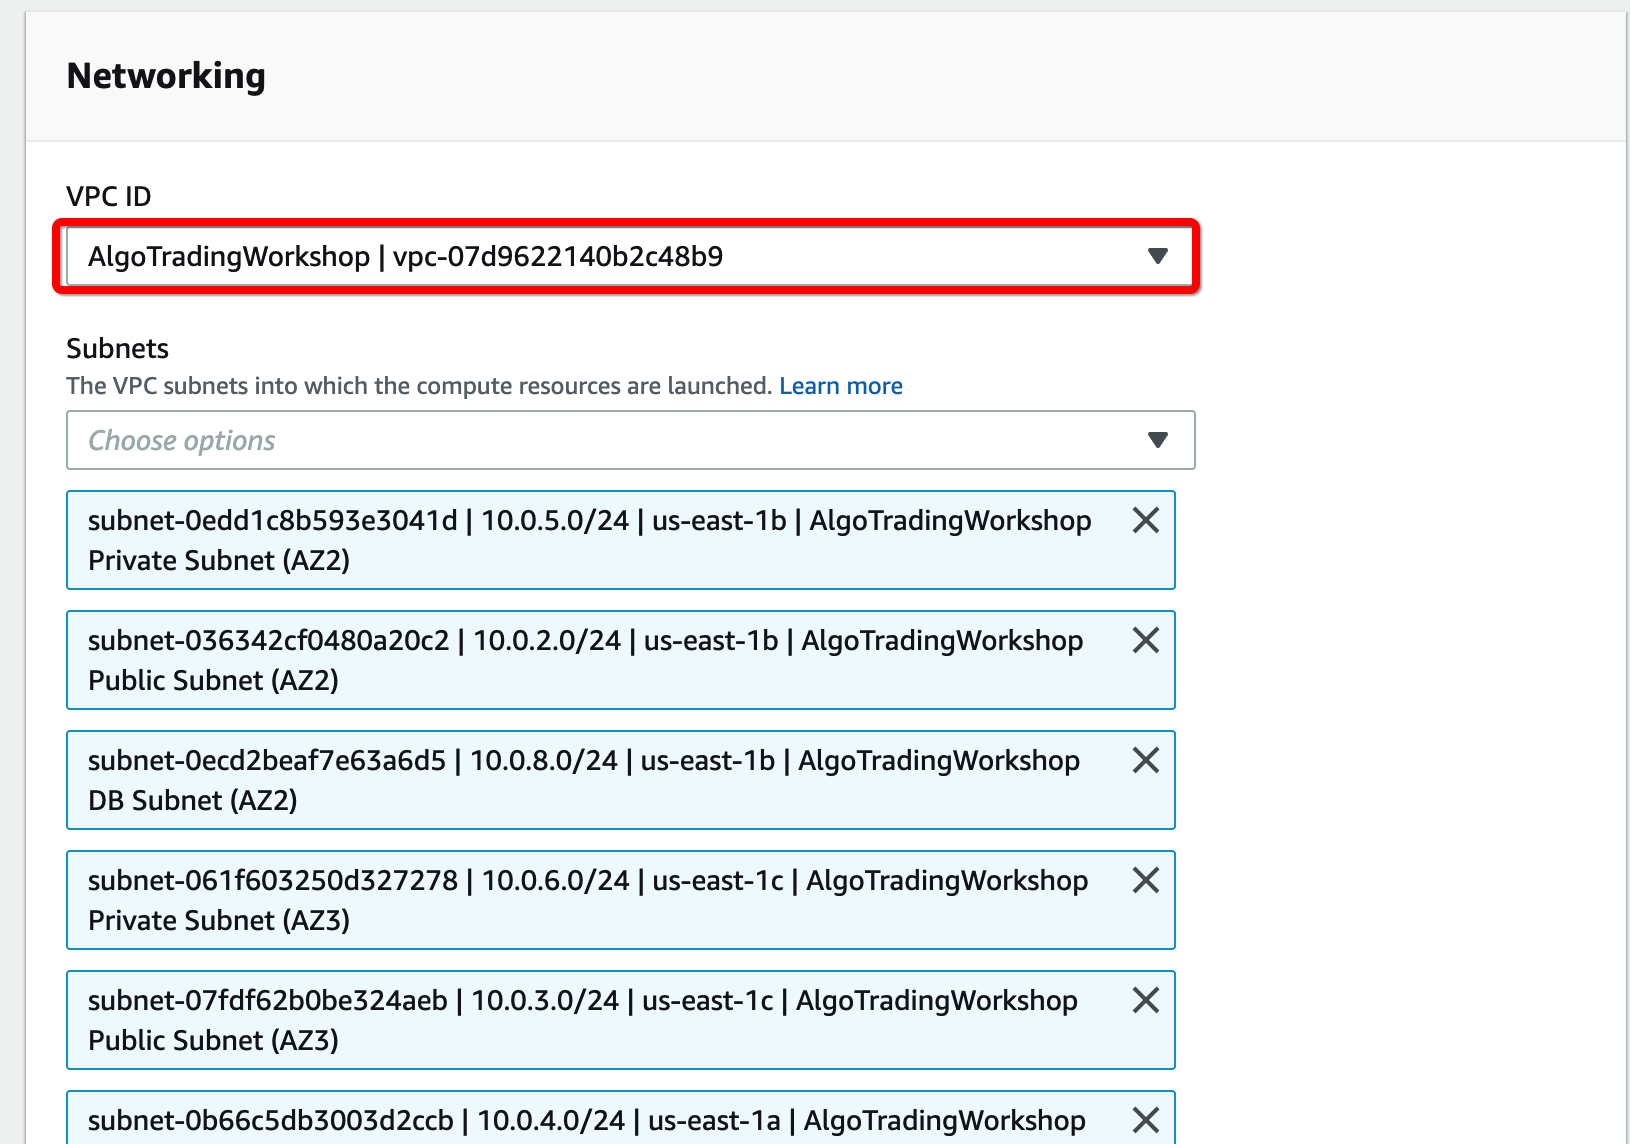 Networking
VPC ID
AlgoTradingWorkshop | vpc-07d9622140b2c48b9
Subnets
The VPC subnets into which the compute resources are launched. Learn more
Choose options
subnet-0edd1c8b593e3041d | 10.0.5.0/24 | us-east-1b | AlgoTradingWorkshop
Private Subnet (AZ2)
subnet-036342cf0480a20c2 | 10.0.2.0/24 | us-east-1b | AlgoTradingWorkshop
Public Subnet (AZ2)
subnet-0ecd2beaf7e63a6d5 | 10.0.8.0/24 | us-east-1b | AlgoTradingWorkshop
DB Subnet (AZ2)
subnet-061f603250d327278 | 10.0.6.0/24 | us-east-1c | AlgoTradingWorkshop
Private Subnet (AZ3)
subnet-07fdf62b0be324aeb | 10.0.3.0/24 | us-east-1c | AlgoTradingWorkshop
Public Subnet (AZ3)
subnet-0b66c5db3003d2ccb | 10.0.4.0/24 | us-east-1a | AlgoTradingWorkshop